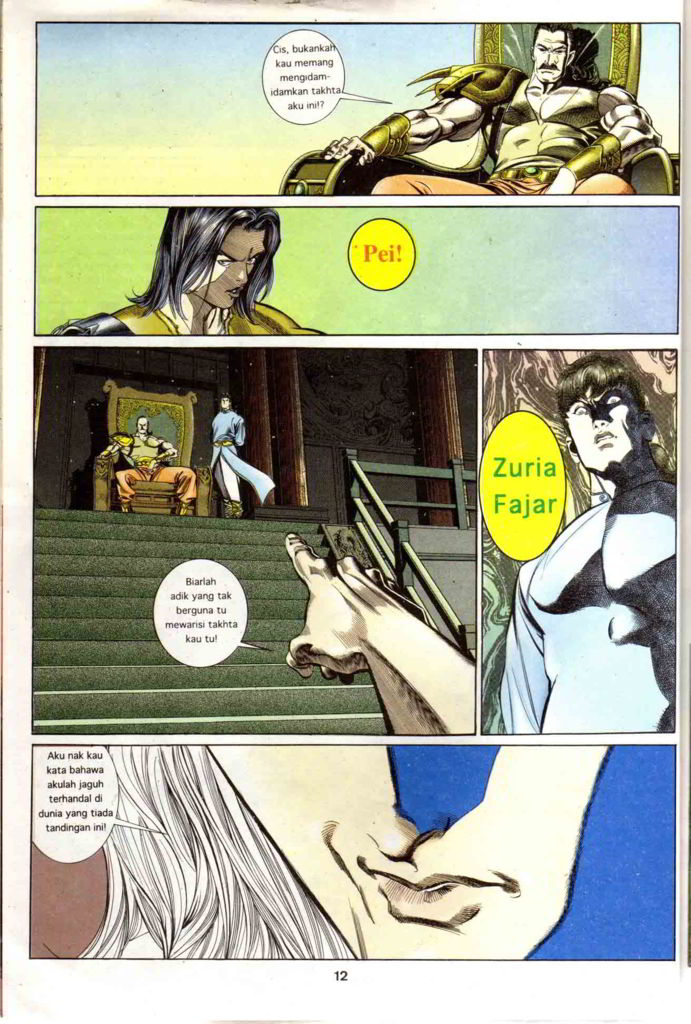 Cis, bukankah
kau memang
mengidam-
idamkan takhta
aku ini!?
Pei!
Zuria
Fajar
Biarlah
adik yang tak
berguna tu
mewarisi takhta
kau tu!
Aku nak kau
kata bahawa
akulah jaguh
terhandal di
dunia yang tiada
tandingan ini!
12